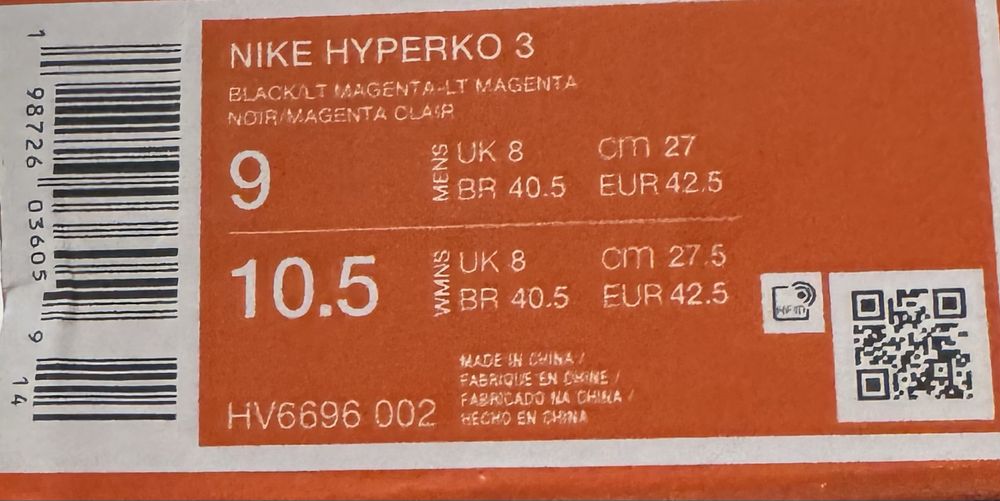 NIKE HYPERKO 3
BLACK/LT MAGENTA-LT MAGENTA
NOIR/MAGENTA CLAIR
9 MENS UK 8 cm 27
BR 40.5 EUR 42.5
10.5 WMNS UK 8 cm 27.5
BR 40.5 EUR 42.5
MADE IN CHINA /
FABRIQUE EN CHINE /
FABRICADO NA CHINA /
HECHO EN CHINA
HV6696 002
1 98726 03605 9 14